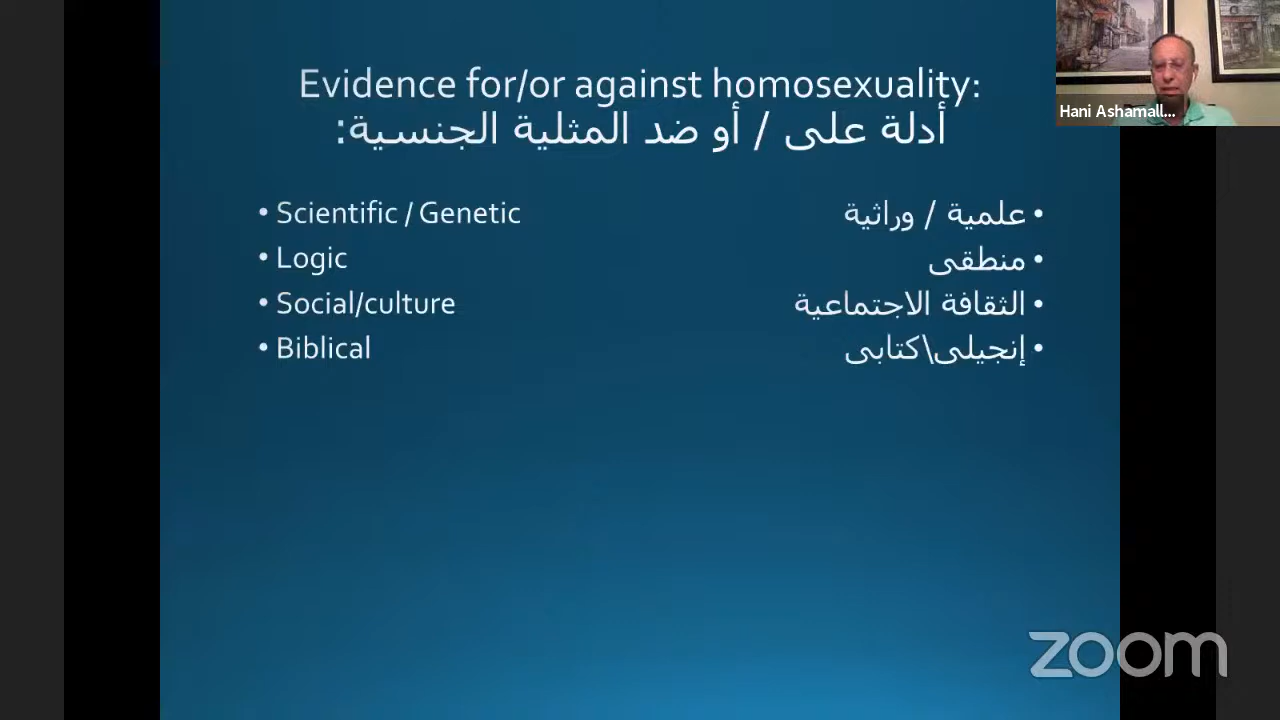 Evidence for/or against homosexuality:
أدلة على / أو ضد المثلية الجنسية:
• Scientific / Genetic
• Logic
• Social/culture
• Biblical
• علمية / وراثية
• منطقى
• الثقافة الاجتماعية
• إنجيلى\كتابى
Hani Ashamall...
zoom